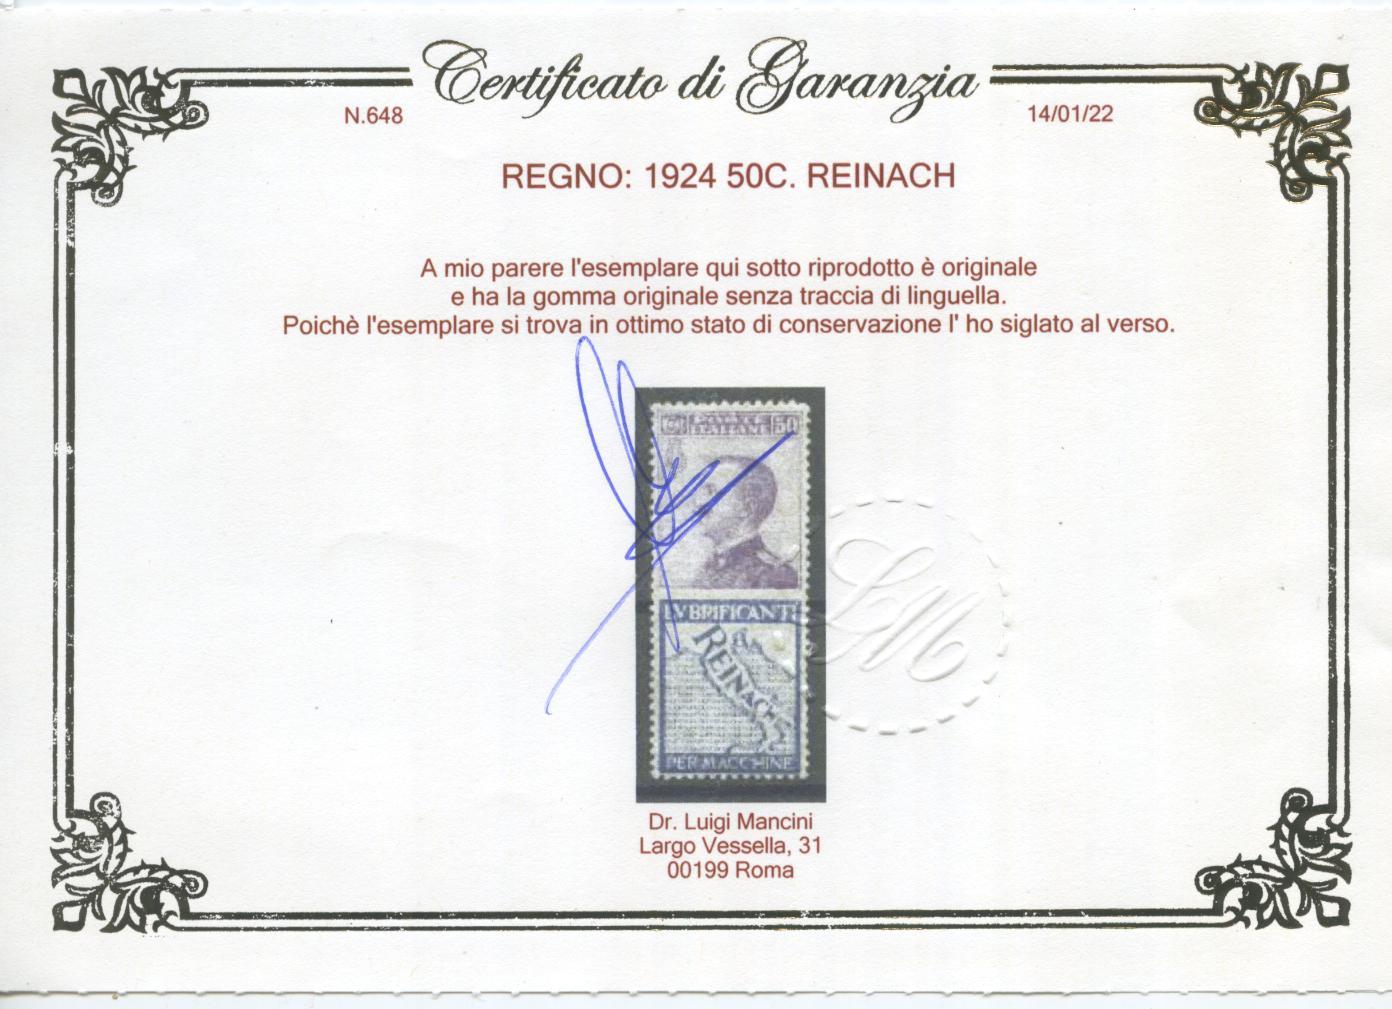 Certificato di Garanzia
N.648
14/01/22
REGNO: 1924 50C. REINACH
A mio parere l'esemplare qui sotto riprodotto è originale
e ha la gomma originale senza traccia di linguella.
Poichè l'esemplare si trova in ottimo stato di conservazione l' ho siglato al verso.
POSTE 50
ITALIANE
LVBRIFICANTI
REINACH
PER MACCHINE
LM
Dr. Luigi Mancini
Largo Vessella, 31
00199 Roma